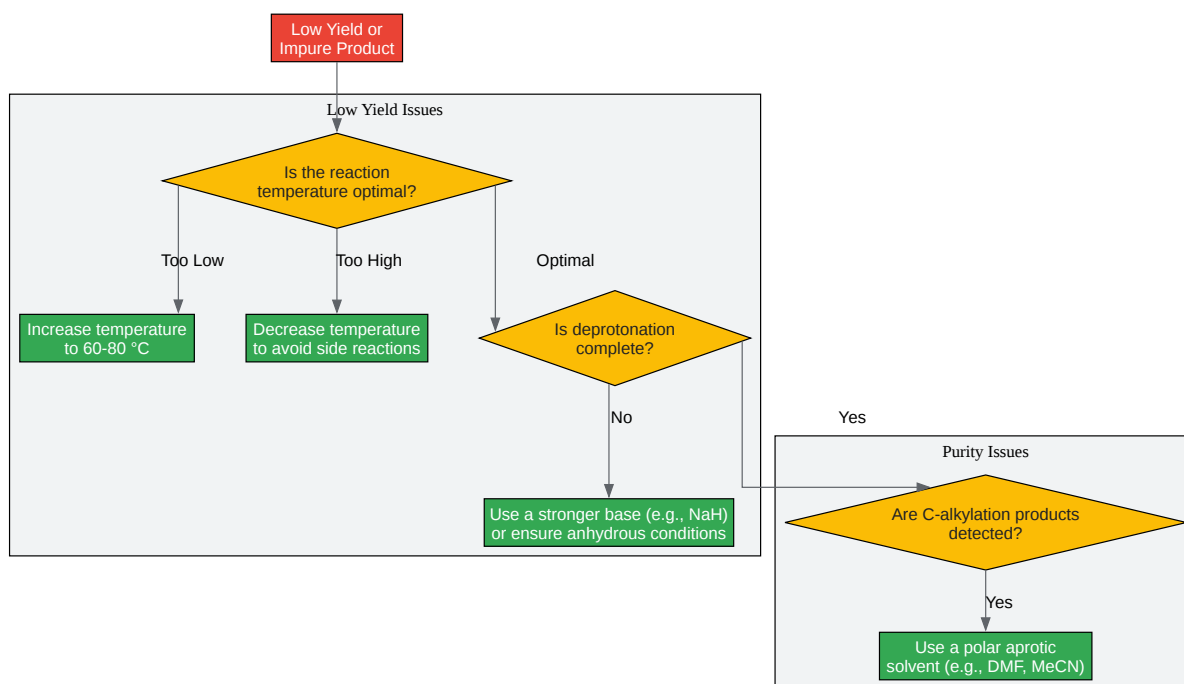 Low Yield or
Impure Product
Low Yield Issues
Is the reaction
temperature optimal?
Too Low
Too High
Optimal
Increase temperature
to 60-80 °C
Decrease temperature
to avoid side reactions
Is deprotonation
complete?
No
Yes
Purity Issues
Use a stronger base (e.g., NaH)
or ensure anhydrous conditions
Are C-alkylation products
detected?
Yes
Use a polar aprotic
solvent (e.g., DMF, MeCN)